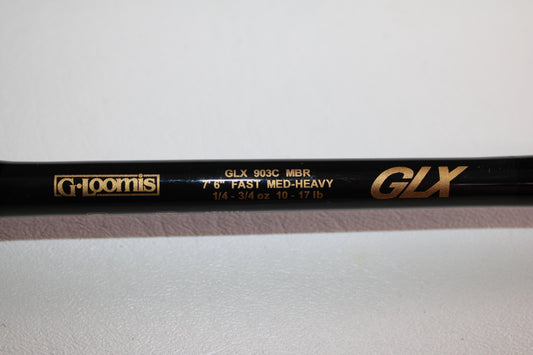 G·Loomis
GLX 903C MBR
7' 6" FAST MED-HEAVY
1/4 - 3/4 oz 10 - 17 lb
GLX